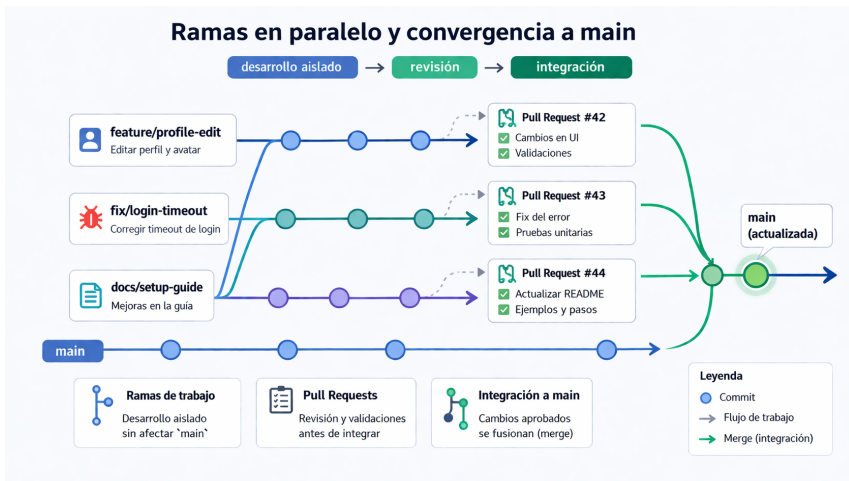 Ramas en paralelo y convergencia a main
desarrollo aislado
revisión
integración
feature/profile-edit
Editar perfil y avatar
Pull Request #42
Cambios en UI
Validaciones
fix/login-timeout
Corregir timeout de login
Pull Request #43
Fix del error
Pruebas unitarias
main
(actualizada)
docs/setup-guide
Mejoras en la guía
Pull Request #44
Actualizar README
Ejemplos y pasos
main
Ramas de trabajo
Desarrollo aislado
sin afectar `main`
Pull Requests
Revisión y validaciones
antes de integrar
Integración a main
Cambios aprobados
se fusionan (merge)
Leyenda
Commit
Flujo de trabajo
Merge (integración)